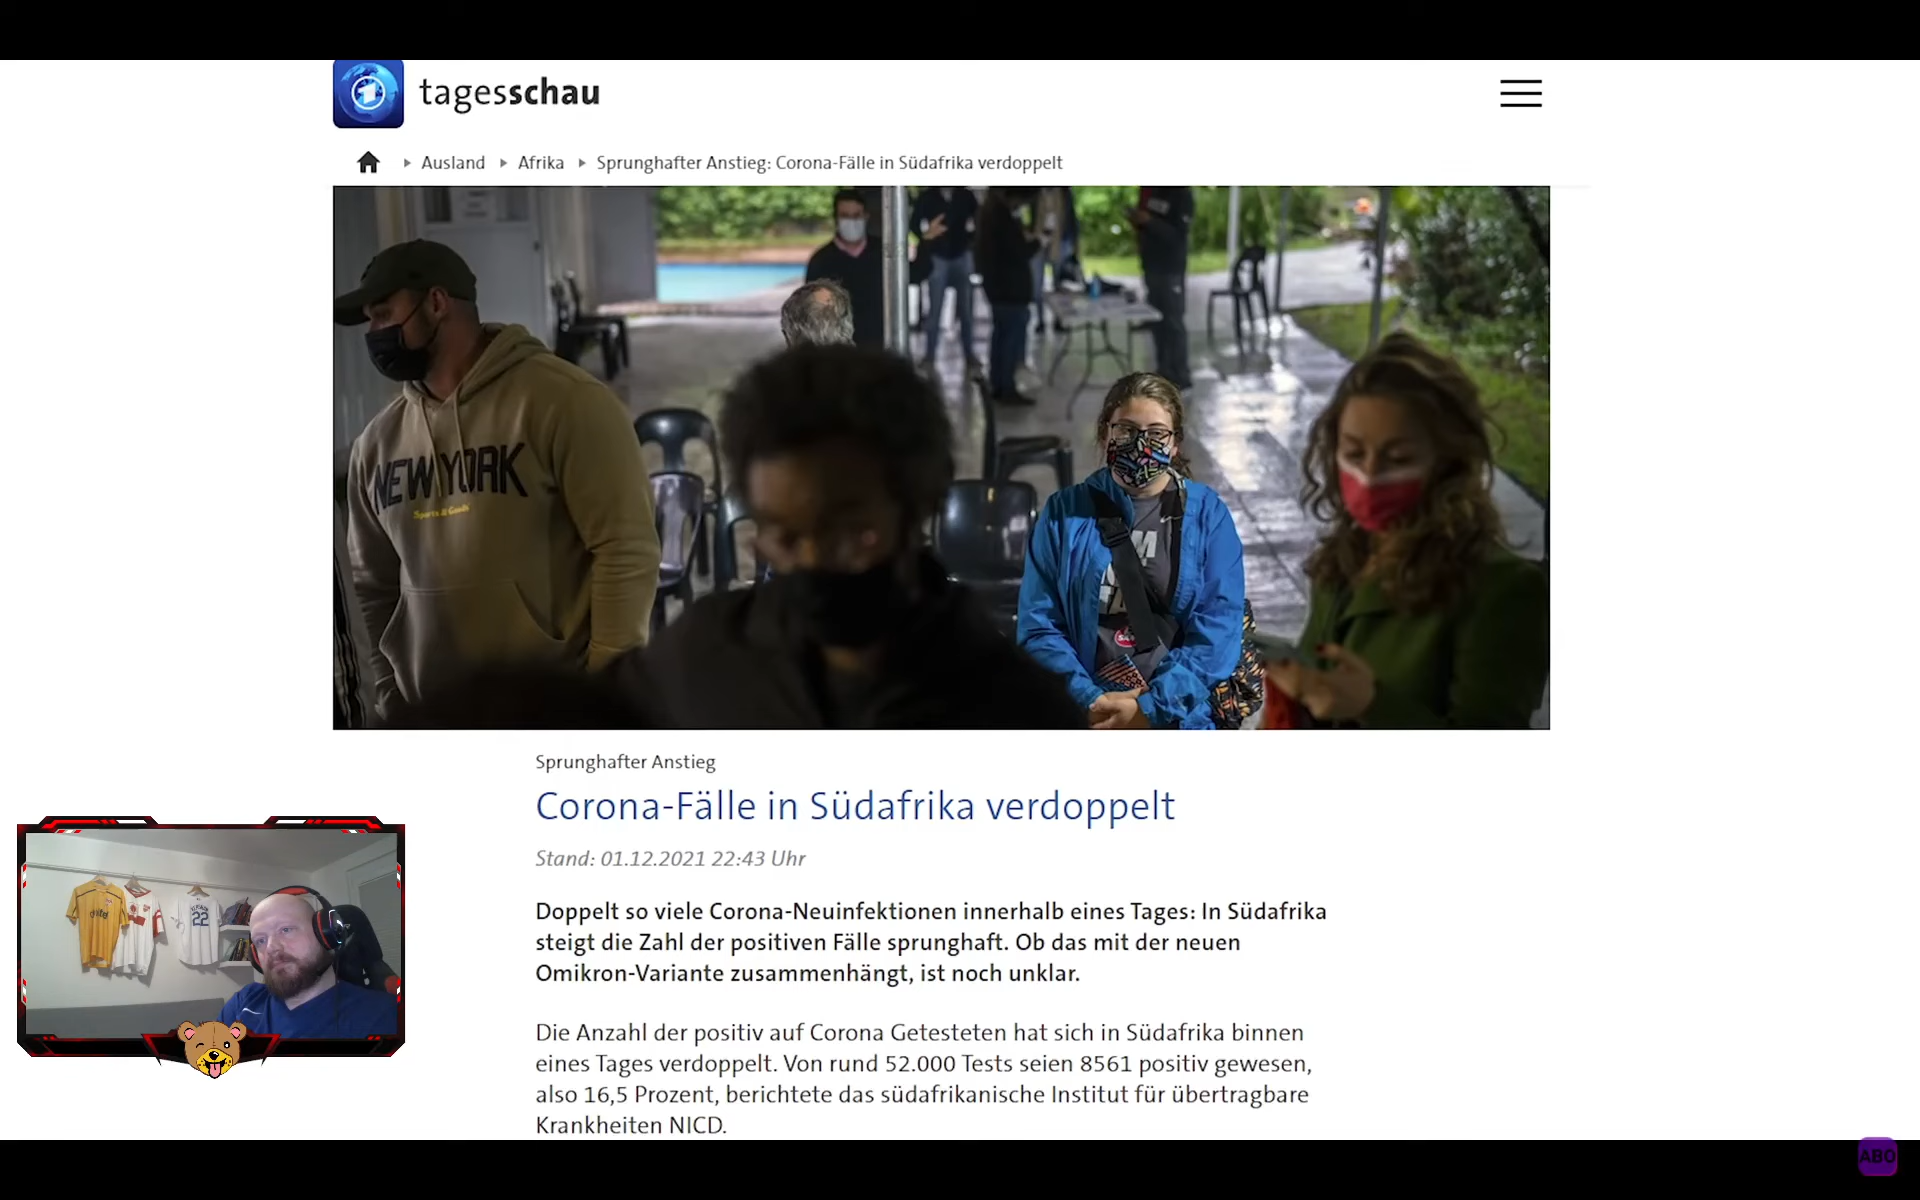 tagesschau
Ausland Afrika Sprunghafter Anstieg: Corona-Fälle in Südafrika verdoppelt
NEW YORK
Sports & Goods
Sprunghafter Anstieg
Corona-Fälle in Südafrika verdoppelt
Stand: 01.12.2021 22:43 Uhr
Doppelt so viele Corona-Neuinfektionen innerhalb eines Tages: In Südafrika
steigt die Zahl der positiven Fälle sprunghaft. Ob das mit der neuen
Omikron-Variante zusammenhängt, ist noch unklar.
Die Anzahl der positiv auf Corona Getesteten hat sich in Südafrika binnen
eines Tages verdoppelt. Von rund 52.000 Tests seien 8561 positiv gewesen,
also 16,5 Prozent, berichtete das südafrikanische Institut für übertragbare
Krankheiten NICD.
22
ABO